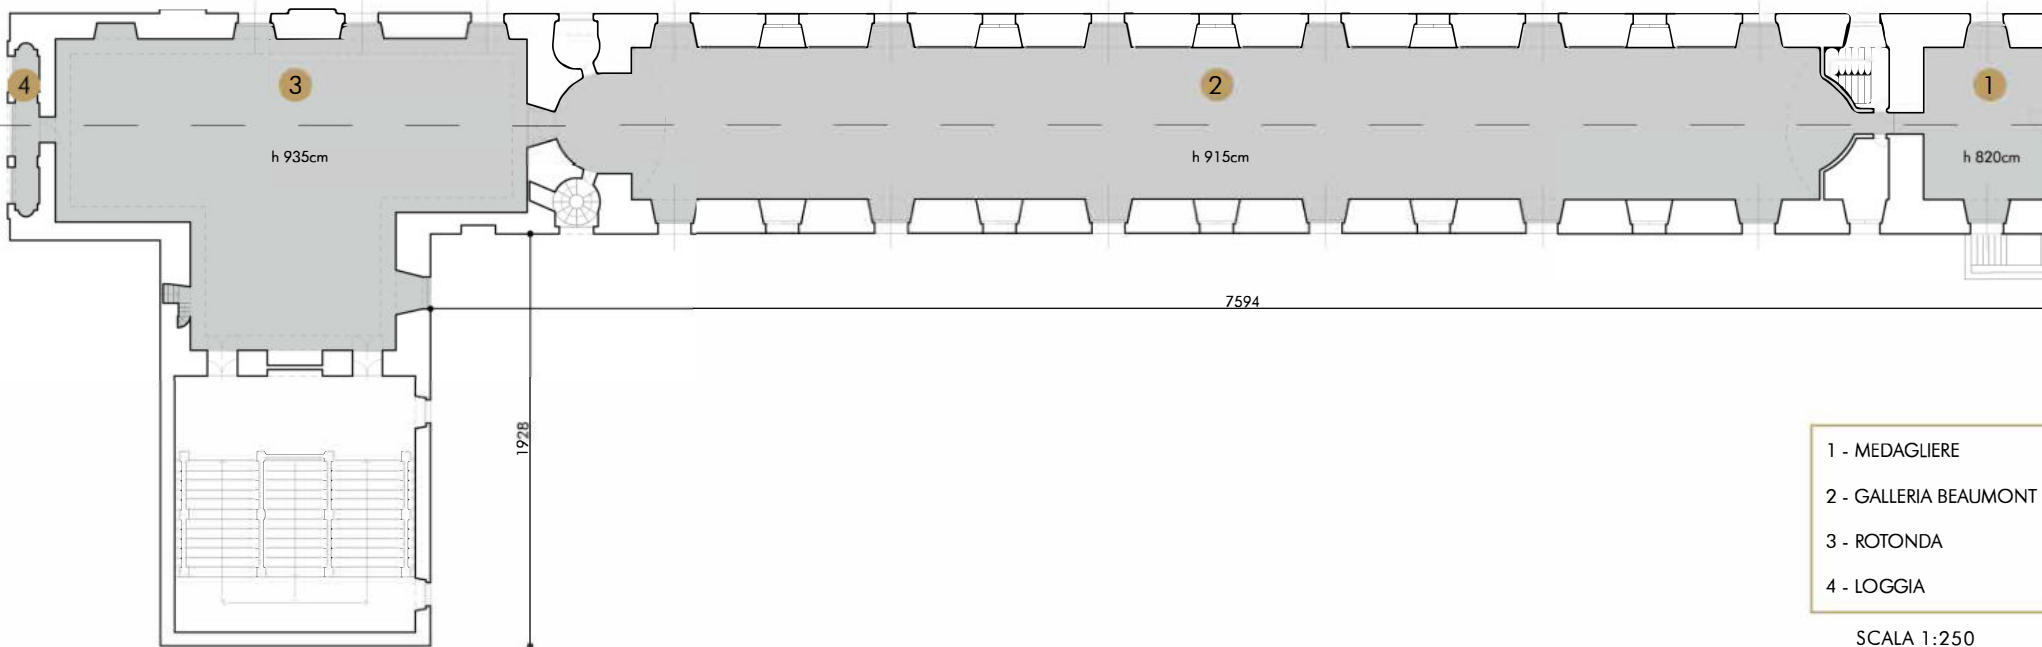 4
3
2
1
h 935cm
h 915cm
h 820cm
7594
1928
1 - MEDAGLIERE
2 - GALLERIA BEAUMONT
3 - ROTONDA
4 - LOGGIA
SCALA 1:250